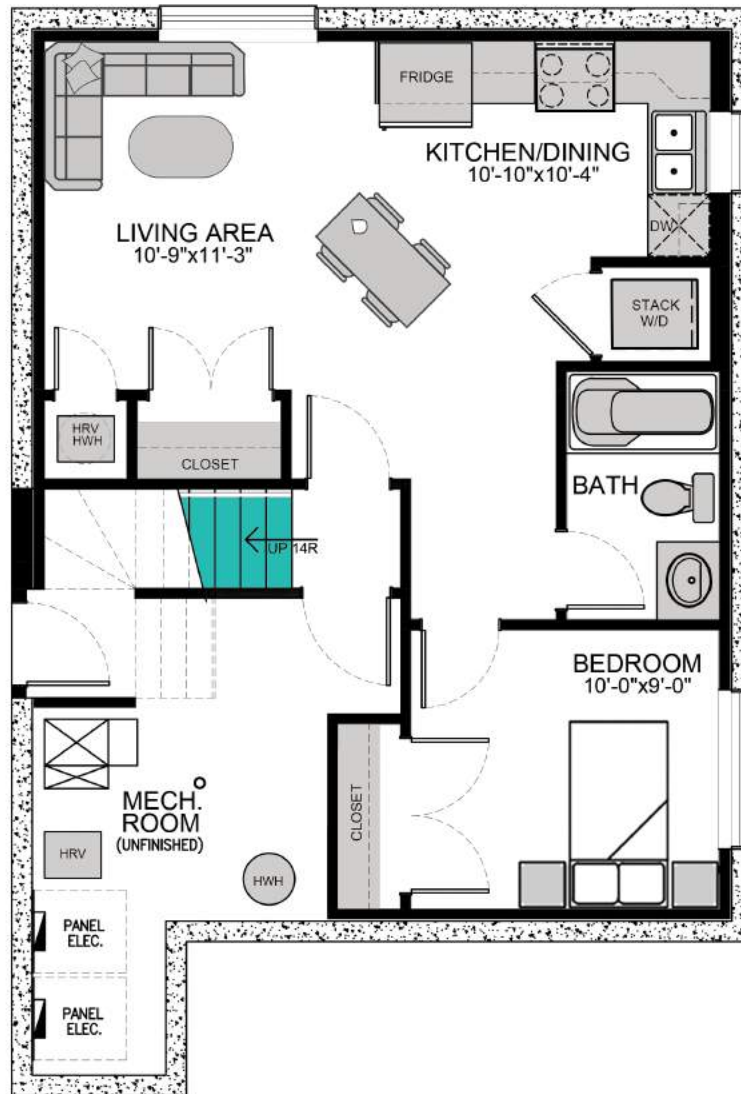 FRIDGE
KITCHEN/DINING
10'-10"x10'-4"
LIVING AREA
10'-9"x11'-3"
DW
STACK
W/D
HRV
HWH
CLOSET
BATH
UP 14R
BEDROOM
10'-0"x9'-0"
MECH.
ROOM
(UNFINISHED)
CLOSET
HRV
HWH
PANEL
ELEC.
PANEL
ELEC.